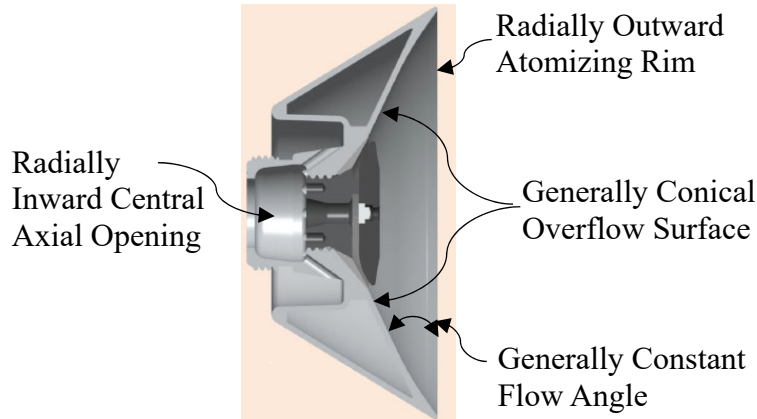 Radially Outward
Atomizing Rim
Radially
Inward Central
Axial Opening
Generally Conical
Overflow Surface
Generally Constant
Flow Angle